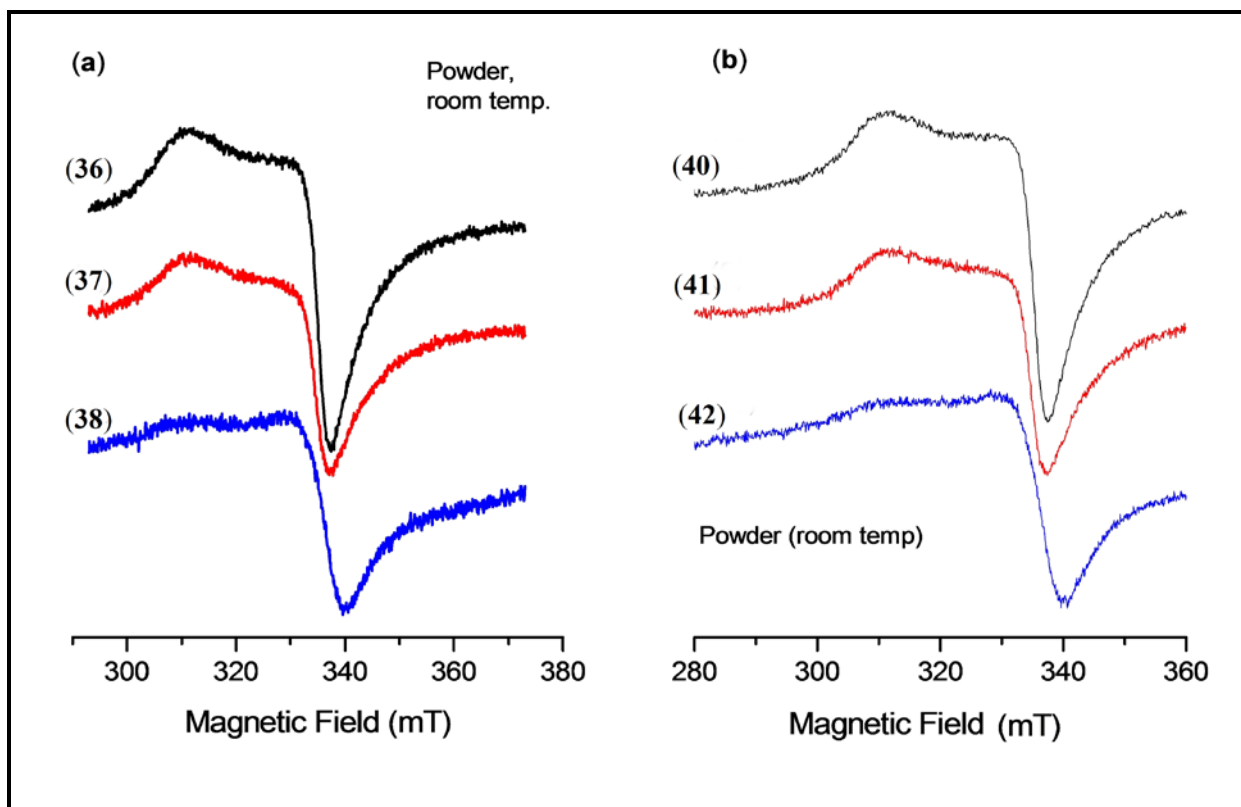 (a)
Powder,
room temp.
(36)
(37)
(38)
300 320 340 360 380
Magnetic Field (mT)
(b)
(40)
(41)
(42)
Powder (room temp)
280 300 320 340 360
Magnetic Field (mT)